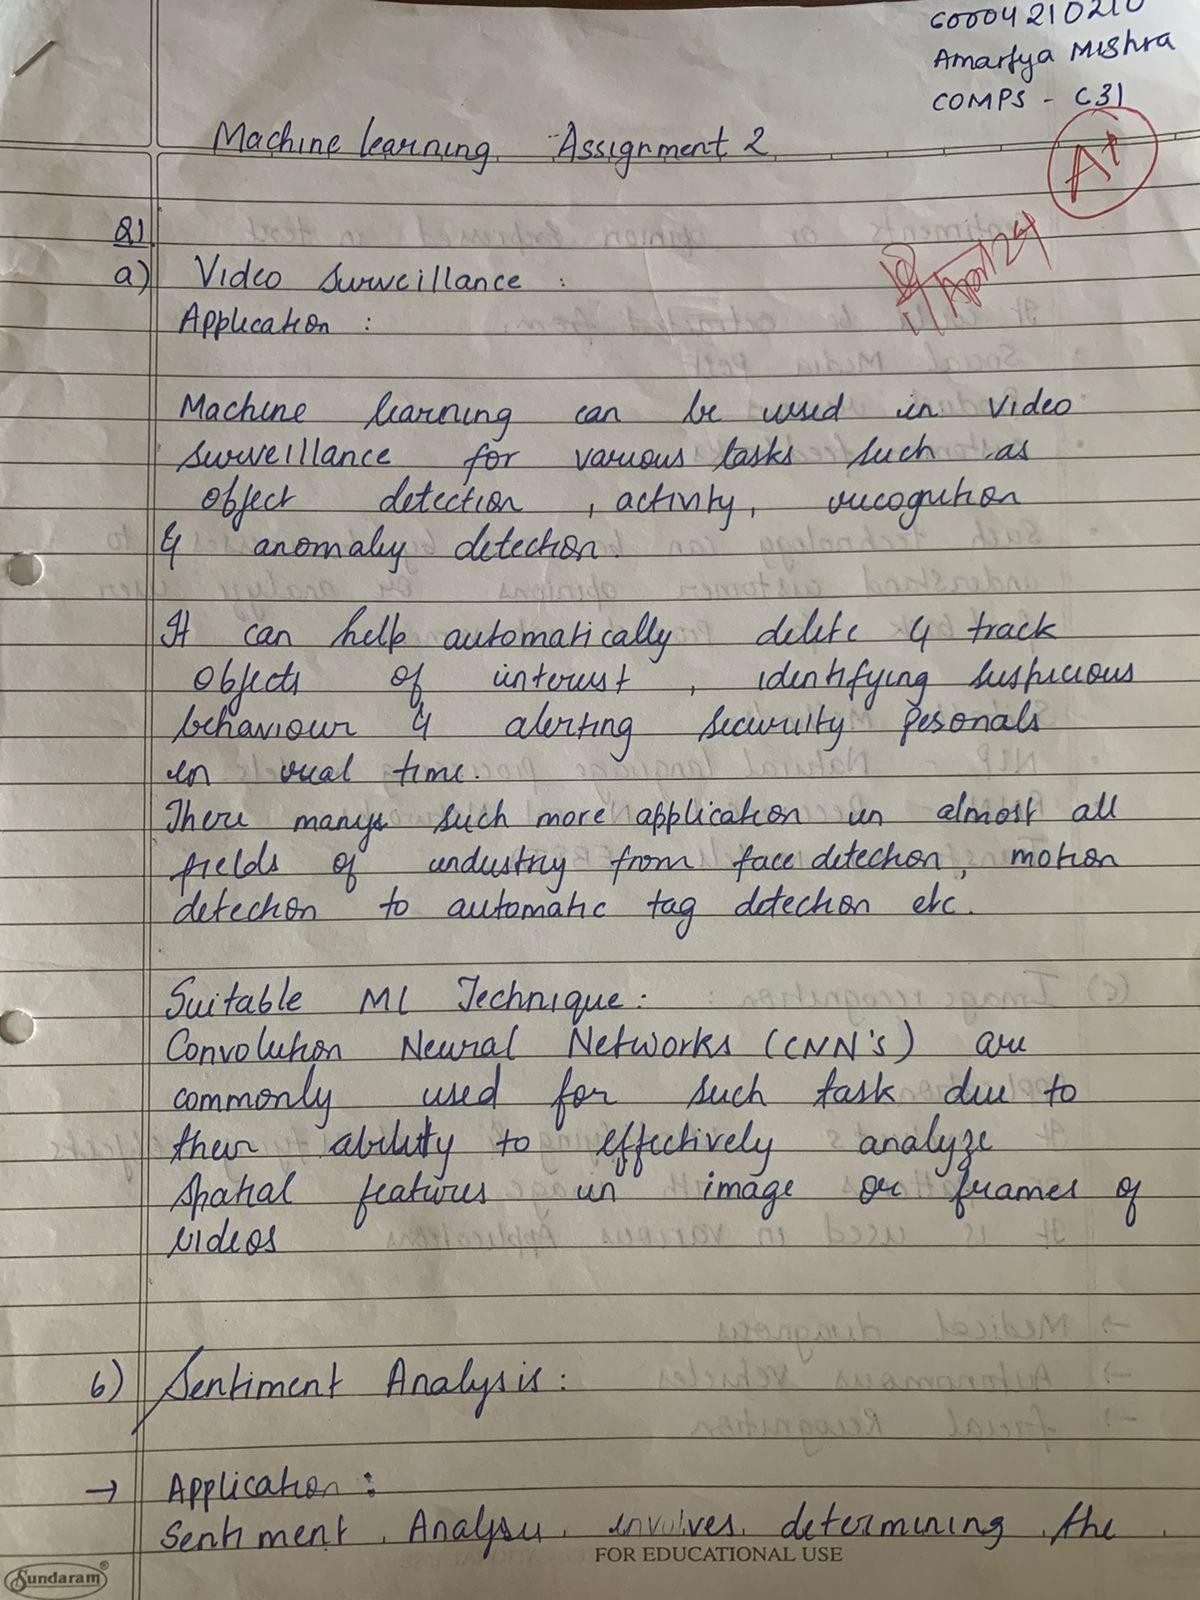 60004210210
Amartya Mishra
COMPS - C31
Machine learning Assignment 2
A+
Q1
a) Video Surveillance :
April 24
Application :
Machine learning can be used in video
surveillance for various tasks such as
object detection , activity, recognition
& anomaly detection.
It can help automatically delete & track
objects of interest , identifying suspicious
behaviour & alerting security pesonals
in real time.
There manys such more application in almost all
fields of industry from face detection, motion
detection to automatic tag detection etc.
Suitable ML Technique :
Convolution Neural Networks (CNN's) are
commonly used for such task due to
their ability to effectively analyze
spatial features in image or frames of
videos
b) Sentiment Analysis :
→ Application :
Sentiment Analysis involves determining the
FOR EDUCATIONAL USE
Sundaram®